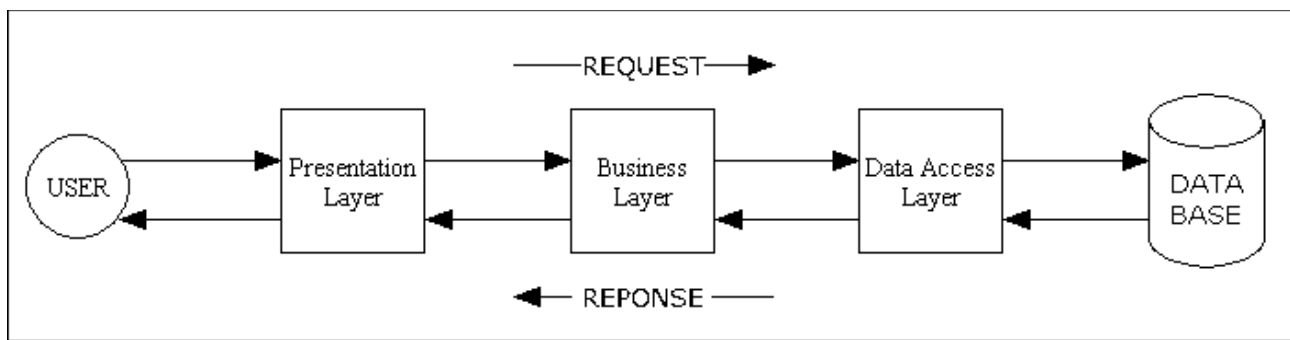 REQUEST
USER
Presentation
Layer
Business
Layer
Data Access
Layer
DATA
BASE
REPONSE